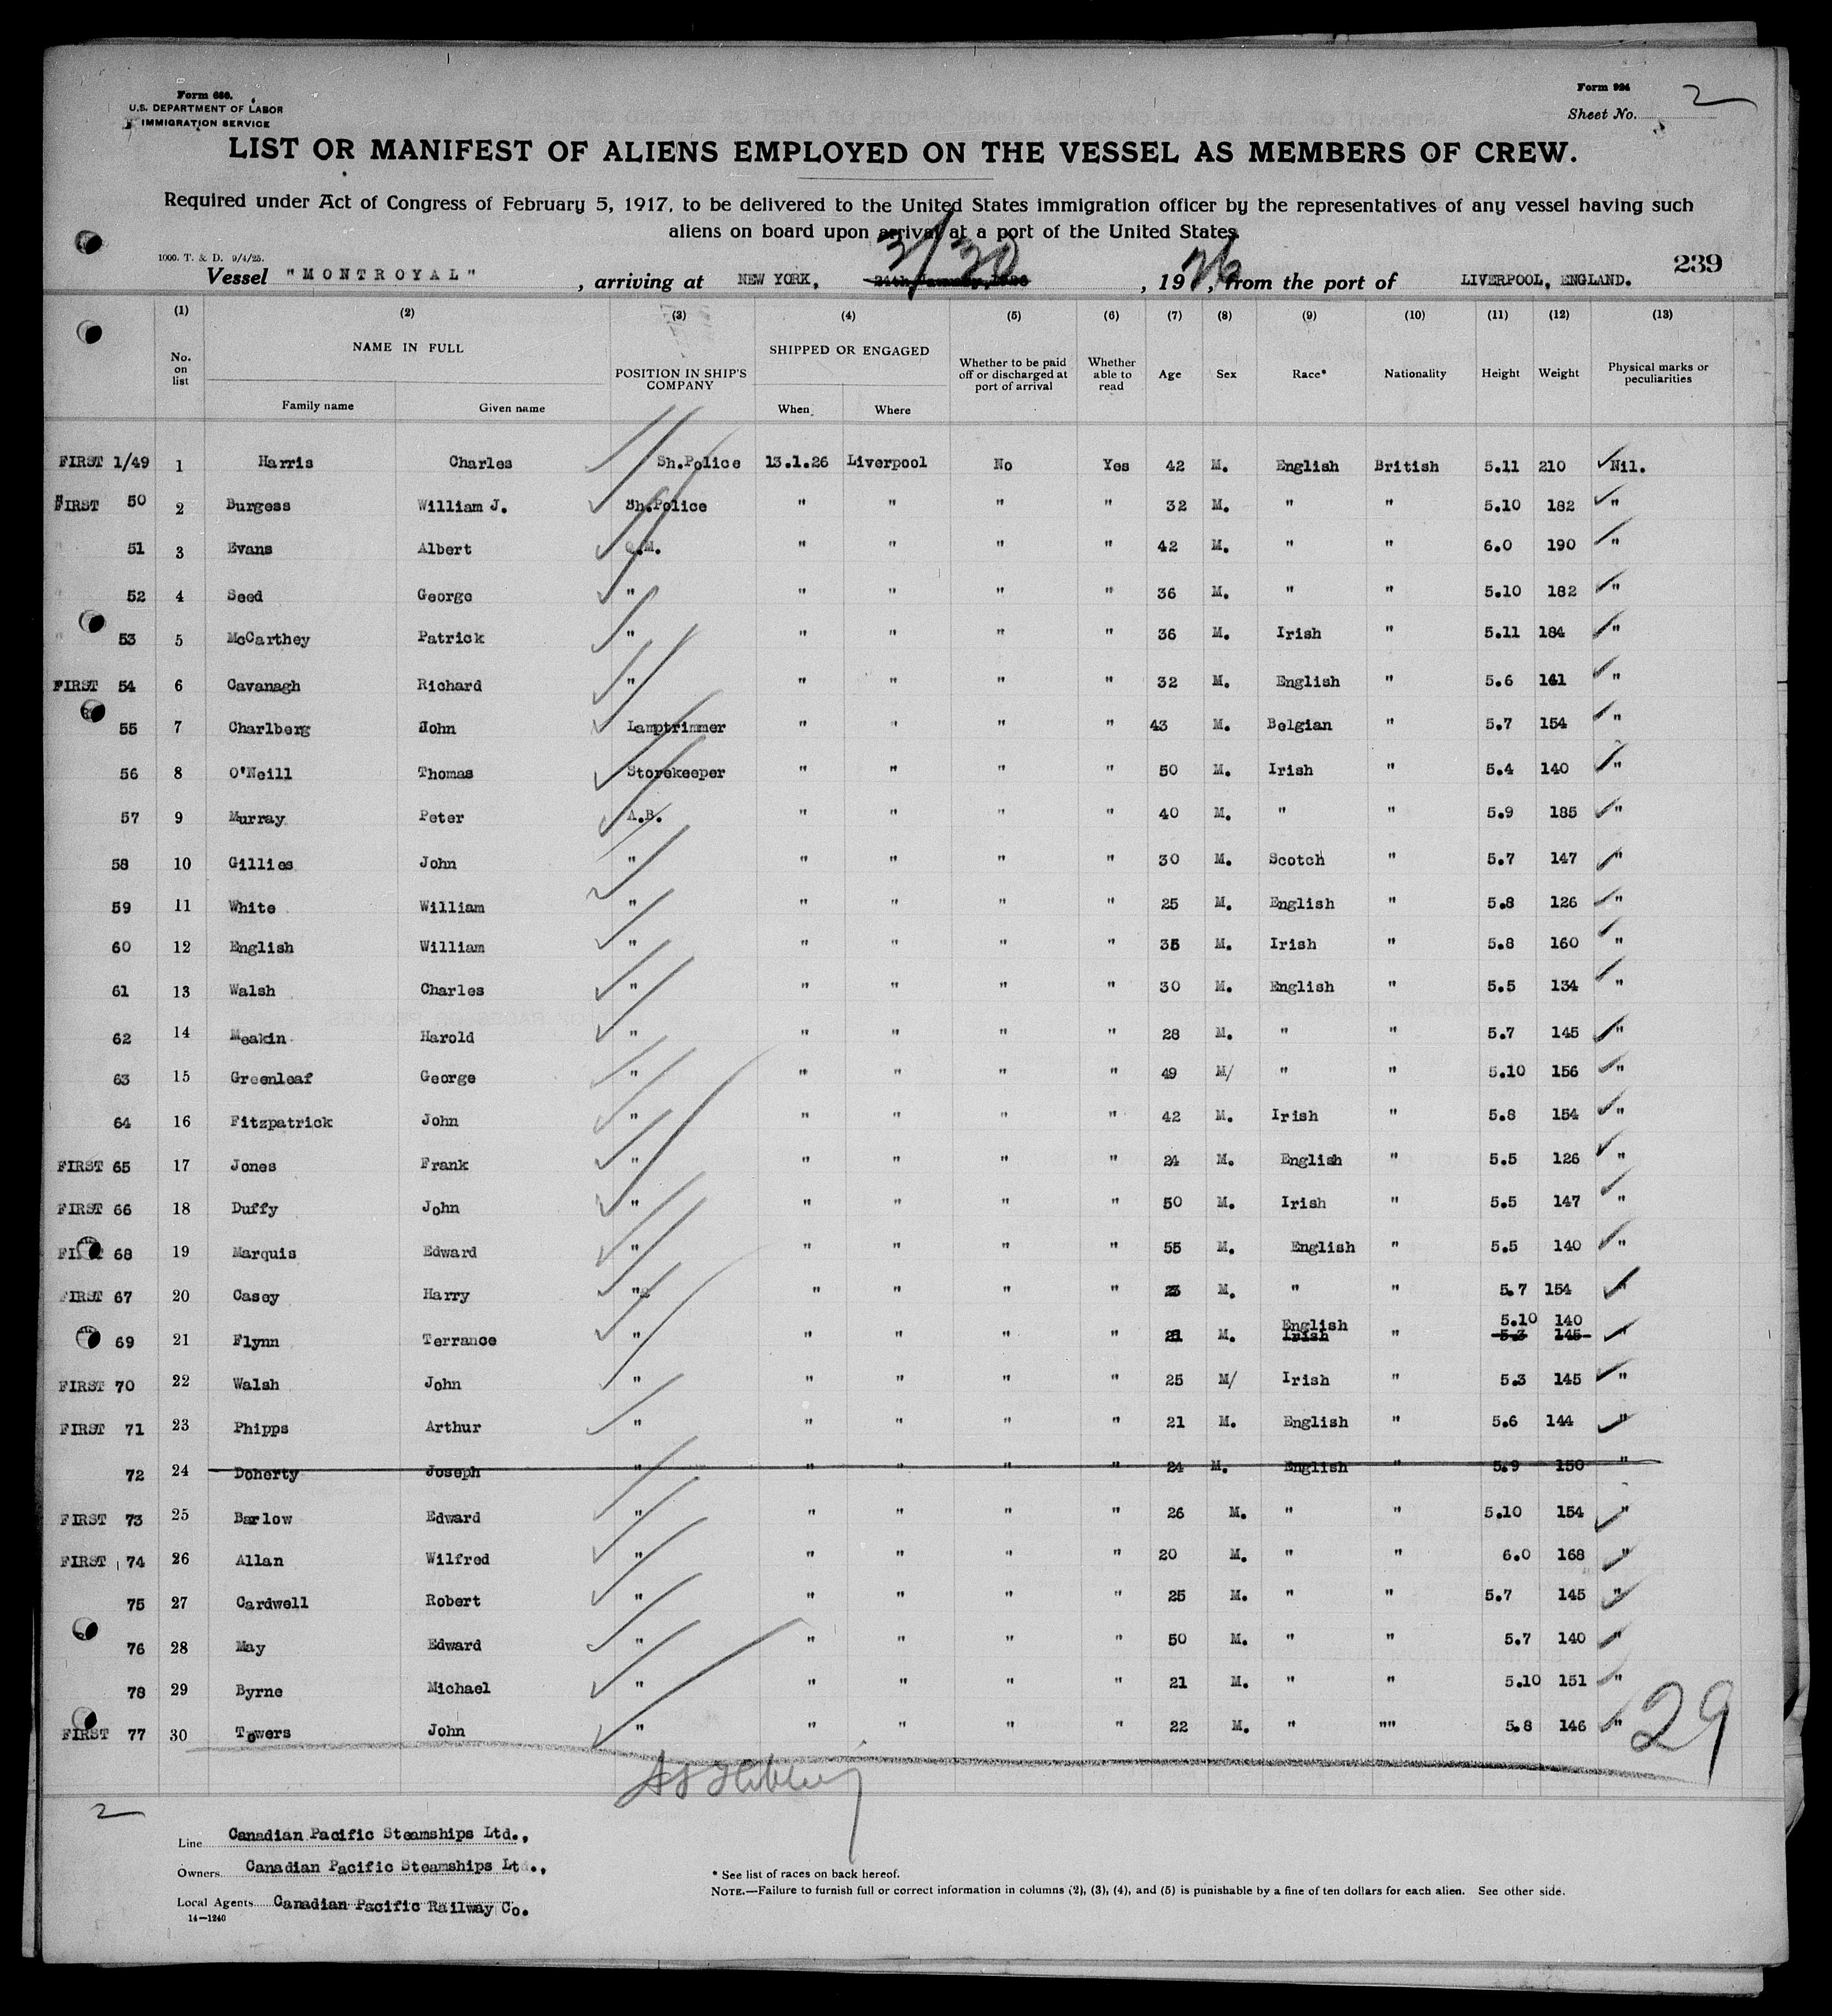 Form 680.
U.S. DEPARTMENT OF LABOR
IMMIGRATION SERVICE
Form 924
Sheet No. 2
LIST OR MANIFEST OF ALIENS EMPLOYED ON THE VESSEL AS MEMBERS OF CREW.
Required under Act of Congress of February 5, 1917, to be delivered to the United States immigration officer by the representatives of any vessel having such
aliens on board upon arrival at a port of the United States
1000. T. & D. 9/4/25.
3/30
239
Vessel "MONTROYAL", arriving at NEW YORK, 24th January, 1926, 1926, from the port of LIVERPOOL, ENGLAND.
(1) (2) (3) (4) (5) (6) (7) (8) (9) (10) (11) (12) (13)
No. on list NAME IN FULL POSITION IN SHIP'S COMPANY SHIPPED OR ENGAGED Whether to be paid off or discharged at port of arrival Whether able to read Age Sex Race* Nationality Height Weight Physical marks or peculiarities
Family name Given name When Where
FIRST 1/49 1 Harris Charles Sh.Police 13.1.26 Liverpool No Yes 42 M. English British 5.11 210 Nil.
FIRST 50 2 Burgess William J. Sh.Police " " " " 32 M. " " 5.10 182 "
51 3 Evans Albert Q.M. " " " " 42 M. " " 6.0 190 "
52 4 Seed George " " " " " 36 M. " " 5.10 182 "
53 5 McCarthey Patrick " " " " " 36 M. Irish " 5.11 184 "
FIRST 54 6 Cavanagh Richard " " " " " 32 M. English " 5.6 141 "
55 7 Charlberg John Lamptrimmer " " " " 43 M. Belgian " 5.7 154 "
56 8 O'Neill Thomas Storekeeper " " " " 50 M. Irish " 5.4 140 "
57 9 Murray Peter A.B. " " " " 40 M. " " 5.9 185 "
58 10 Gillies John " " " " " 30 M. Scotch " 5.7 147 "
59 11 White William " " " " " 25 M. English " 5.8 126 "
60 12 English William " " " " " 35 M. Irish " 5.8 160 "
61 13 Walsh Charles " " " " " 30 M. English " 5.5 134 "
62 14 Meakin Harold " " " " " 28 M. " " 5.7 145 "
63 15 Greenleaf George " " " " " 49 M/ " " 5.10 156 "
64 16 Fitzpatrick John " " " " " 42 M. Irish " 5.8 154 "
FIRST 65 17 Jones Frank " " " " " 24 M. English " 5.5 126 "
FIRST 66 18 Duffy John " " " " " 50 M. Irish " 5.5 147 "
FIRST 68 19 Marquis Edward " " " " " 55 M. English " 5.5 140 "
FIRST 67 20 Casey Harry " " " " " 23 M. " " 5.7 154 "
English 5.10 140
69 21 Flynn Terrance " " " " " 21 M. Irish " 5.3 145 "
FIRST 70 22 Walsh John " " " " " 25 M/ Irish " 5.3 145 "
FIRST 71 23 Phipps Arthur " " " " " 21 M. English " 5.6 144 "
72 24 Doherty Joseph " " " " " 24 M. English " 5.9 150 "
FIRST 73 25 Barlow Edward " " " " " 26 M. " " 5.10 154 "
FIRST 74 26 Allan Wilfred " " " " " 20 M. " " 6.0 168 "
75 27 Cardwell Robert " " " " " 25 M. " " 5.7 145 "
76 28 May Edward " " " " " 50 M. " " 5.7 140 "
78 29 Byrne Michael " " " " " 21 M. " " 5.10 151 "
FIRST 77 30 Towers John " " " " " 22 M. " "" 5.8 146 "
29
2
Line Canadian Pacific Steamships Ltd.,
Owners Canadian Pacific Steamships Ltd.,
Local Agents Canadian Pacific Railway Co.
14—1240
* See list of races on back hereof.
NOTE.—Failure to furnish full or correct information in columns (2), (3), (4), and (5) is punishable by a fine of ten dollars for each alien. See other side.